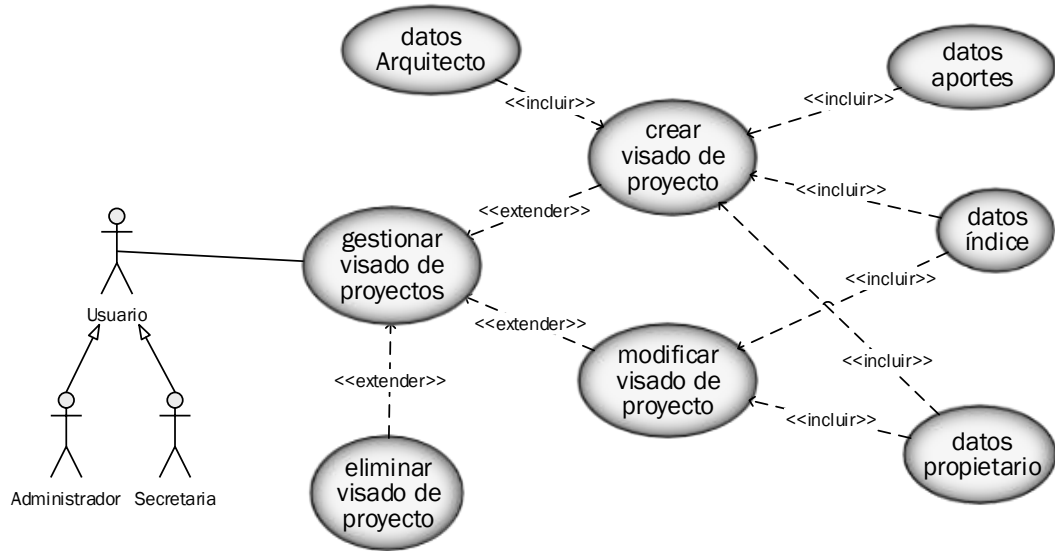 datos
Arquitecto
<<incluir>>
crear
visado de
proyecto
<<incluir>>
datos
aportes
<<incluir>>
datos
índice
<<extender>>
gestionar
visado de
proyectos
Usuario
<<incluir>>
<<extender>>
modificar
visado de
proyecto
<<incluir>>
<<incluir>>
datos
propietario
<<extender>>
eliminar
visado de
proyecto
Administrador
Secretaria